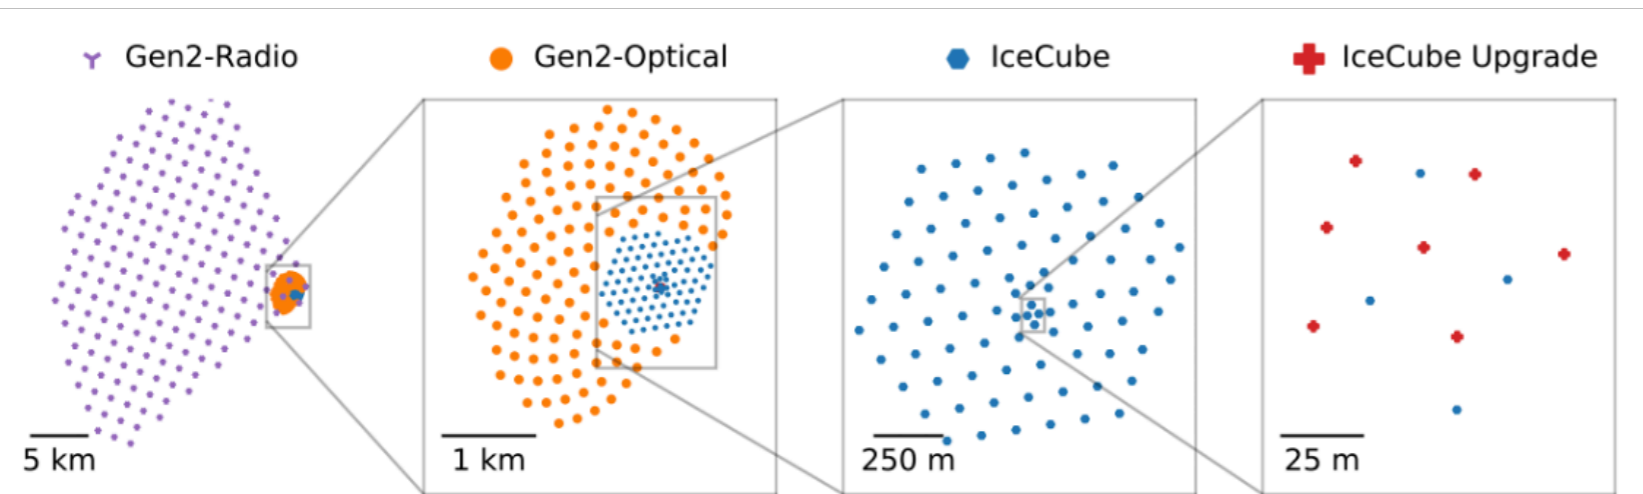 Gen2-Radio
Gen2-Optical
IceCube
IceCube Upgrade
5 km
1 km
250 m
25 m